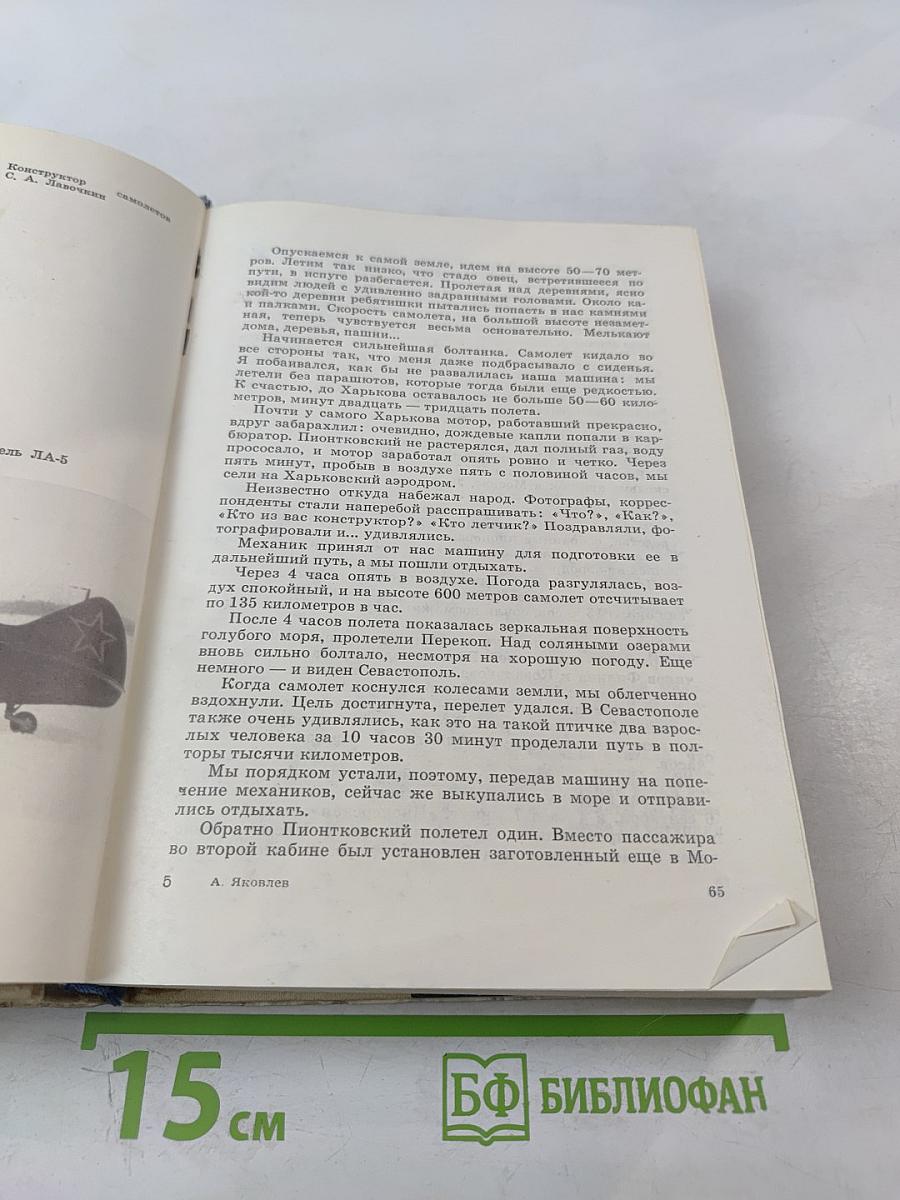 Конструктор самолетов
С. А. Лавочкин
ЛА-5
Опускаемся к самой земле, идем на высоте 50—70 мет-
ров. Летим так низко, что стадо овец, встретившееся по
пути, в испуге разбегается. Пролетая над деревнями, ясно
видим людей с удивленно задранными головами. Около ка-
кой-то деревни ребятишки пытались попасть в нас камнями
и палками. Скорость самолета, на большой высоте незамет-
ная, теперь чувствуется весьма основательно. Мелькают
дома, деревья, пашни...
Начинается сильнейшая болтанка. Самолет кидало во
все стороны так, что меня даже подбрасывало с сиденья.
Я побаивался, как бы не развалилась наша машина: мы
летели без парашютов, которые тогда были еще редкостью.
К счастью, до Харькова оставалось не больше 50—60 кило-
метров, минут двадцать — тридцать полета.
Почти у самого Харькова мотор, работавший прекрасно,
вдруг забарахлил: очевидно, дождевые капли попали в кар-
бюратор. Пионтковский не растерялся, дал полный газ, воду
прососало, и мотор заработал опять ровно и четко. Через
пять минут, пробыв в воздухе пять с половиной часов, мы
сели на Харьковский аэродром.
Неизвестно откуда набежал народ. Фотографы, коррес-
понденты стали наперебой расспрашивать: «Что?», «Как?»,
«Кто из вас конструктор?» «Кто летчик?» Поздравляли, фо-
тографировали и... удивлялись.
Механик принял от нас машину для подготовки ее в
дальнейший путь, а мы пошли отдыхать.
Через 4 часа опять в воздухе. Погода разгулялась, воз-
дух спокойный, и на высоте 600 метров самолет отсчитывает
по 135 километров в час.
После 4 часов полета показалась зеркальная поверхность
голубого моря, пролетели Перекоп. Над соляными озерами
вновь сильно болтало, несмотря на хорошую погоду. Еще
немного — и виден Севастополь.
Когда самолет коснулся колесами земли, мы облегченно
вздохнули. Цель достигнута, перелет удался. В Севастополе
также очень удивлялись, как это на такой птичке два взрос-
лых человека за 10 часов 30 минут проделали путь в пол-
торы тысячи километров.
Мы порядком устали, поэтому, передав машину на попе-
чение механиков, сейчас же выкупались в море и отправи-
лись отдыхать.
Обратно Пионтковский полетел один. Вместо пассажира
во второй кабине был установлен заготовленный еще в Мо-
5 А. Яковлев 65
15 см БФ БИБЛИОФАН